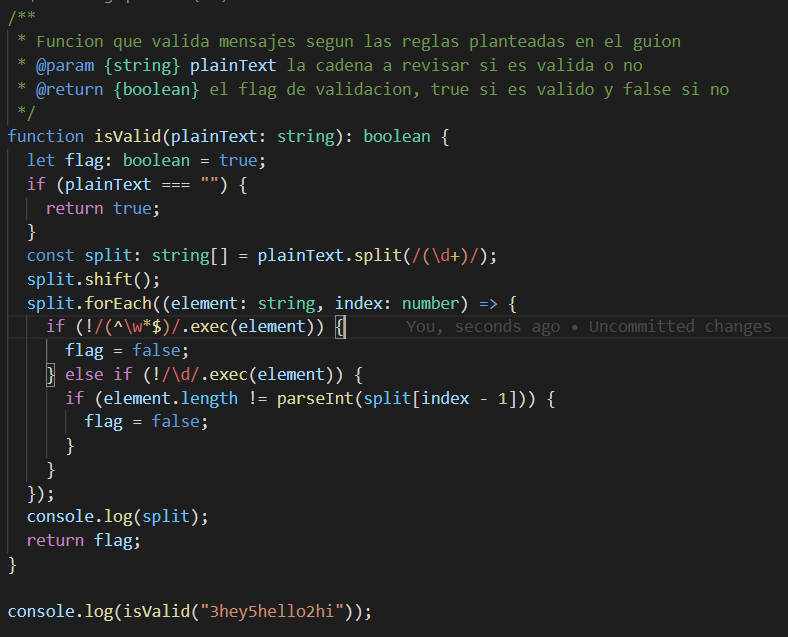 /**
 * Funcion que valida mensajes segun las reglas planteadas en el guion
 * @param {string} plainText la cadena a revisar si es valida o no
 * @return {boolean} el flag de validacion, true si es valido y false si no
 */
function isValid(plainText: string): boolean {
  let flag: boolean = true;
  if (plainText === "") {
    return true;
  }
  const split: string[] = plainText.split(/(\d+)/);
  split.shift();
  split.forEach((element: string, index: number) => {
    if (!/(^\w*$)/.exec(element)) { You, seconds ago • Uncommitted changes
      flag = false;
    } else if (!/\d/.exec(element)) {
      if (element.length != parseInt(split[index - 1])) {
        flag = false;
      }
    }
  });
  console.log(split);
  return flag;
}
console.log(isValid("3hey5hello2hi"));